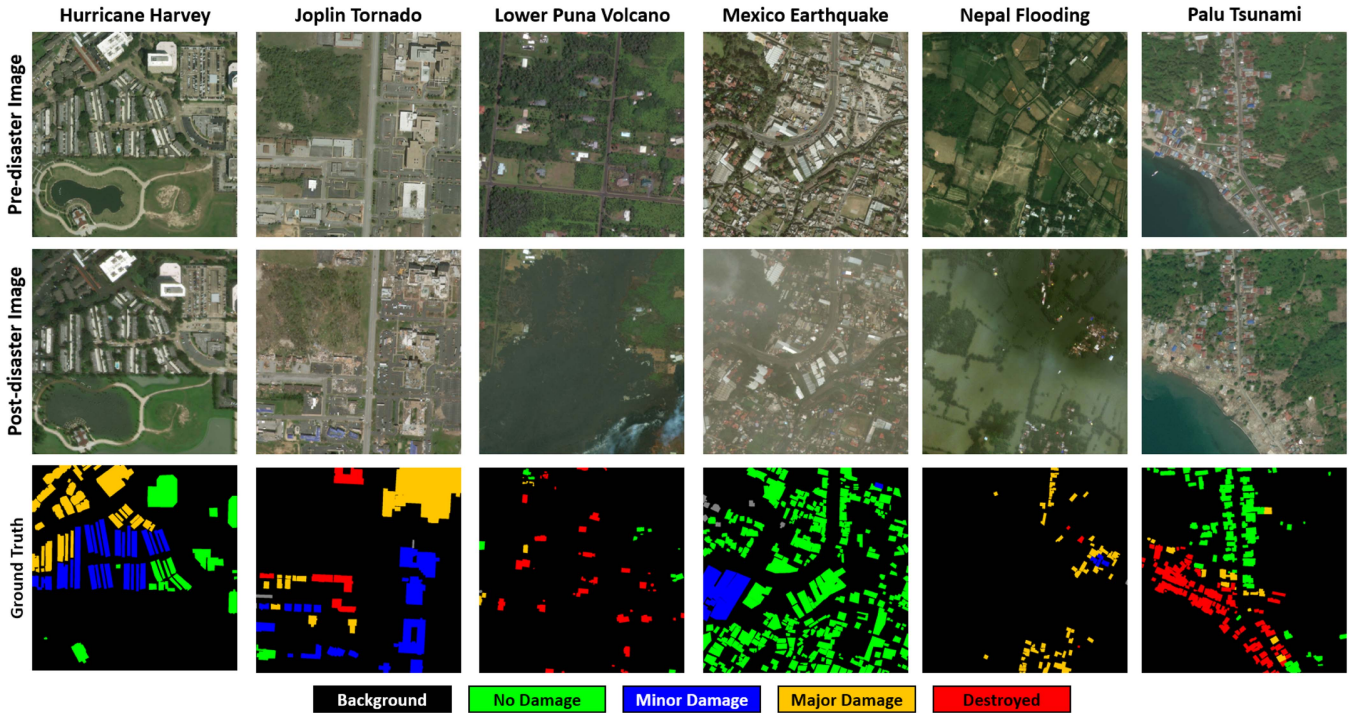 Hurricane Harvey
Joplin Tornado
Lower Puna Volcano
Mexico Earthquake
Nepal Flooding
Palu Tsunami
Pre-disaster Image
Post-disaster Image
Ground Truth
Background
No Damage
Minor Damage
Major Damage
Destroyed